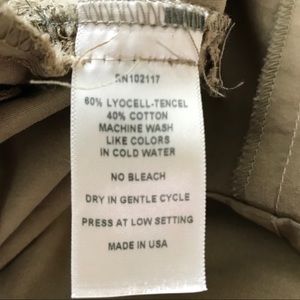 RN102117
60% LYOCELL-TENCEL
40% COTTON
MACHINE WASH
LIKE COLORS
IN COLD WATER
NO BLEACH
DRY IN GENTLE CYCLE
PRESS AT LOW SETTING
MADE IN USA